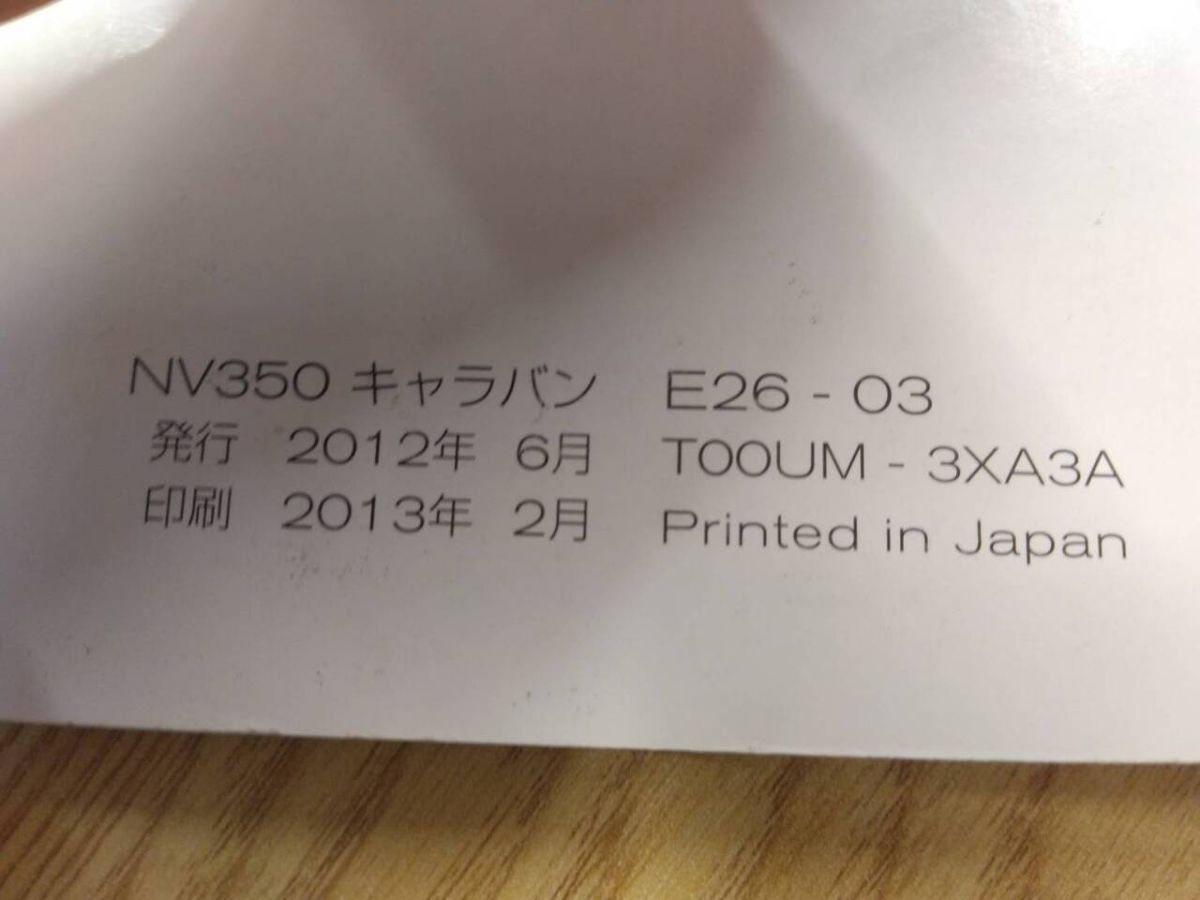 NV350 キャラバン E26 - 03
発行 2012年 6月 T00UM - 3XA3A
印刷 2013年 2月 Printed in Japan